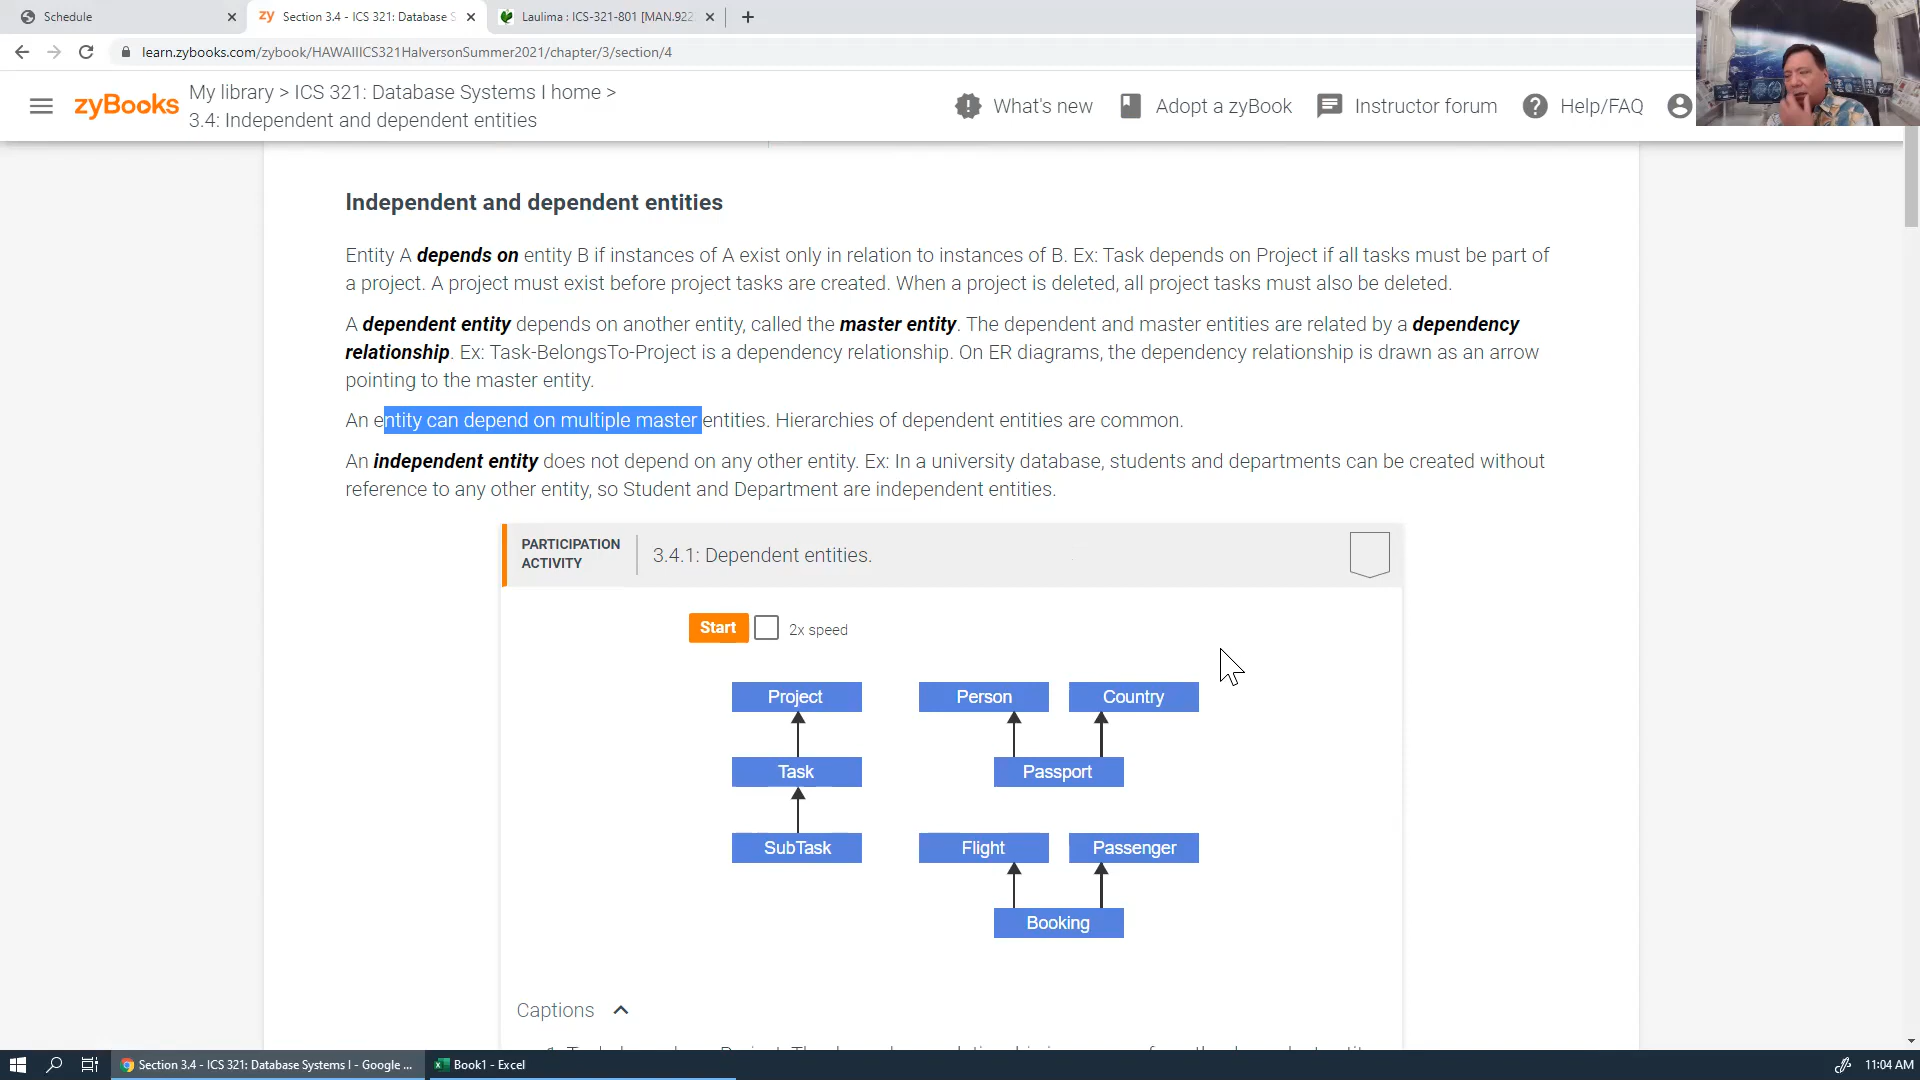 Schedule
zy Section 3.4 - ICS 321: Database S
Laulima : ICS-321-801 [MAN.922
learn.zybooks.com/zybook/HAWAIIICS321HalversonSummer2021/chapter/3/section/4
zyBooks
My library > ICS 321: Database Systems I home >
3.4: Independent and dependent entities
What's new
Adopt a zyBook
Instructor forum
Help/FAQ
Independent and dependent entities
Entity A depends on entity B if instances of A exist only in relation to instances of B. Ex: Task depends on Project if all tasks must be part of
a project. A project must exist before project tasks are created. When a project is deleted, all project tasks must also be deleted.
A dependent entity depends on another entity, called the master entity. The dependent and master entities are related by a dependency
relationship. Ex: Task-BelongsTo-Project is a dependency relationship. On ER diagrams, the dependency relationship is drawn as an arrow
pointing to the master entity.
An entity can depend on multiple master entities. Hierarchies of dependent entities are common.
An independent entity does not depend on any other entity. Ex: In a university database, students and departments can be created without
reference to any other entity, so Student and Department are independent entities.
PARTICIPATION
ACTIVITY
3.4.1: Dependent entities.
Start
2x speed
Project
Person
Country
Task
Passport
SubTask
Flight
Passenger
Booking
Captions
Section 3.4 - ICS 321: Database Systems I - Google ...
Book1 - Excel
11:04 AM